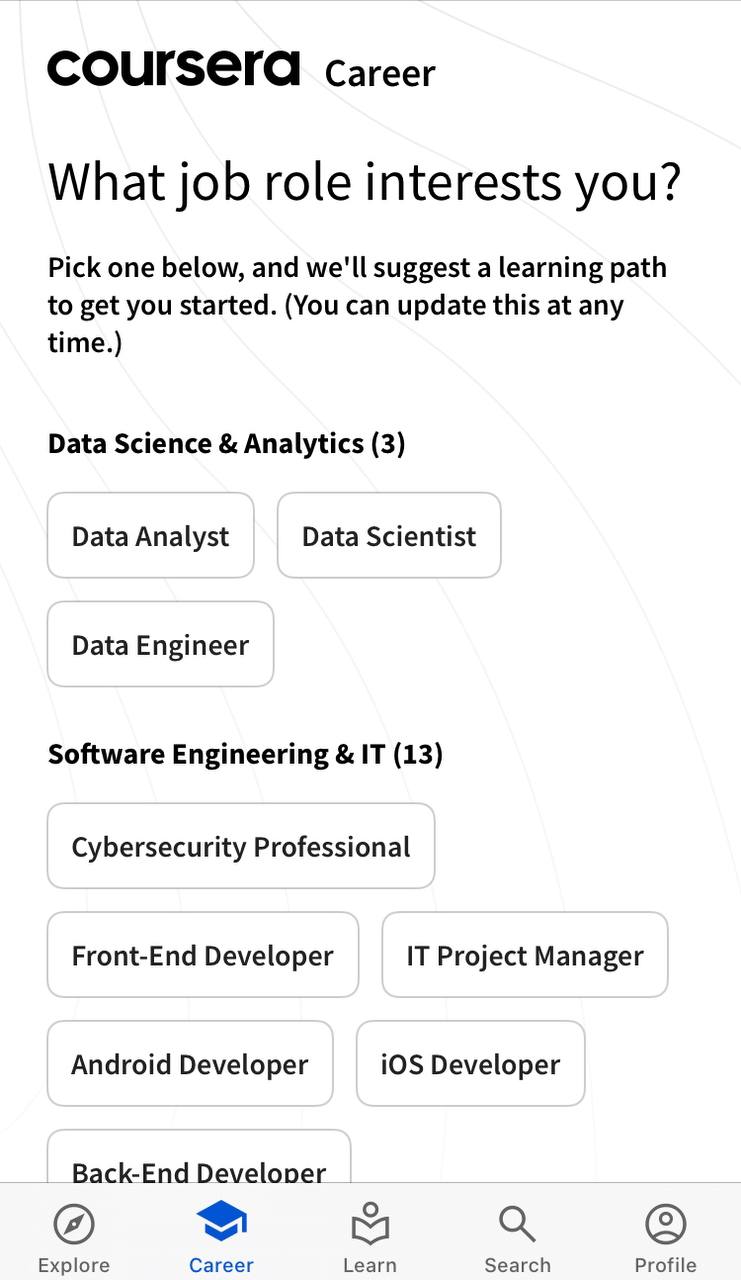 coursera Career
What job role interests you?
Pick one below, and we'll suggest a learning path
to get you started. (You can update this at any
time.)
Data Science & Analytics (3)
Data Analyst
Data Scientist
Data Engineer
Software Engineering & IT (13)
Cybersecurity Professional
Front-End Developer
IT Project Manager
Android Developer
iOS Developer
Back-End Developer
Explore
Career
Learn
Search
Profile